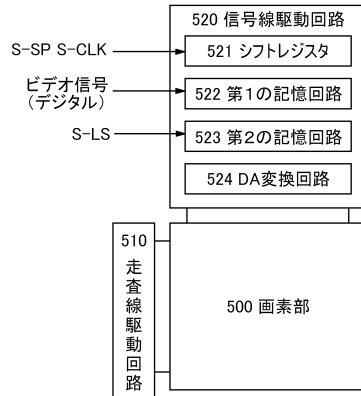 520 信号線駆動回路
S-SP S-CLK
521 シフトレジスタ
ビデオ信号
(デジタル)
522 第1の記憶回路
S-LS
523 第2の記憶回路
524 DA変換回路
510
走査線駆動回路
500 画素部